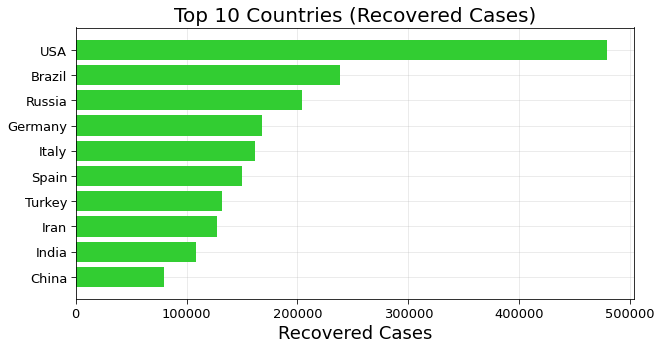 Top 10 Countries (Recovered Cases)
USA
Brazil
Russia
Germany
Italy
Spain
Turkey
Iran
India
China
0 100000 200000 300000 400000 500000
Recovered Cases